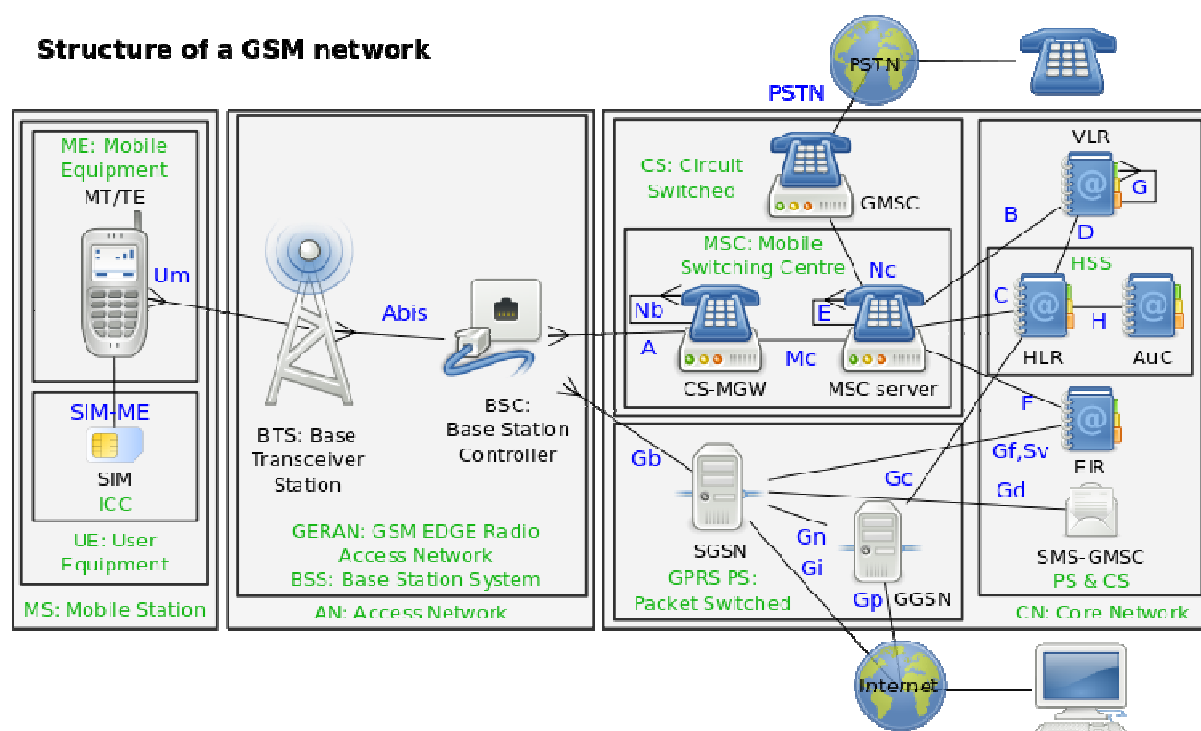 Structure of a GSM network
PSTN
PSTN
ME: Mobile
Equipment
MT/TE
Um
SIM-ME
SIM
ICC
UE: User
Equipment
MS: Mobile Station
Abis
BTS: Base
Transceiver
Station
BSC:
Base Station
Controller
GERAN: GSM EDGE Radio
Access Network
BSS: Base Station System
AN: Access Network
CS: Circuit
Switched
GMSC
MSC: Mobile
Switching Centre
Nc
Nb
E
A
Mc
CS-MGW
MSC server
VLR
G
B
D
HSS
C
H
HLR
AuC
F
Gf,Sv
EIR
Gb
Gc
Gd
SGSN
Gn
Gi
GPRS PS:
Packet Switched
Gp
GGSN
SMS-GMSC
PS & CS
CN: Core Network
Internet